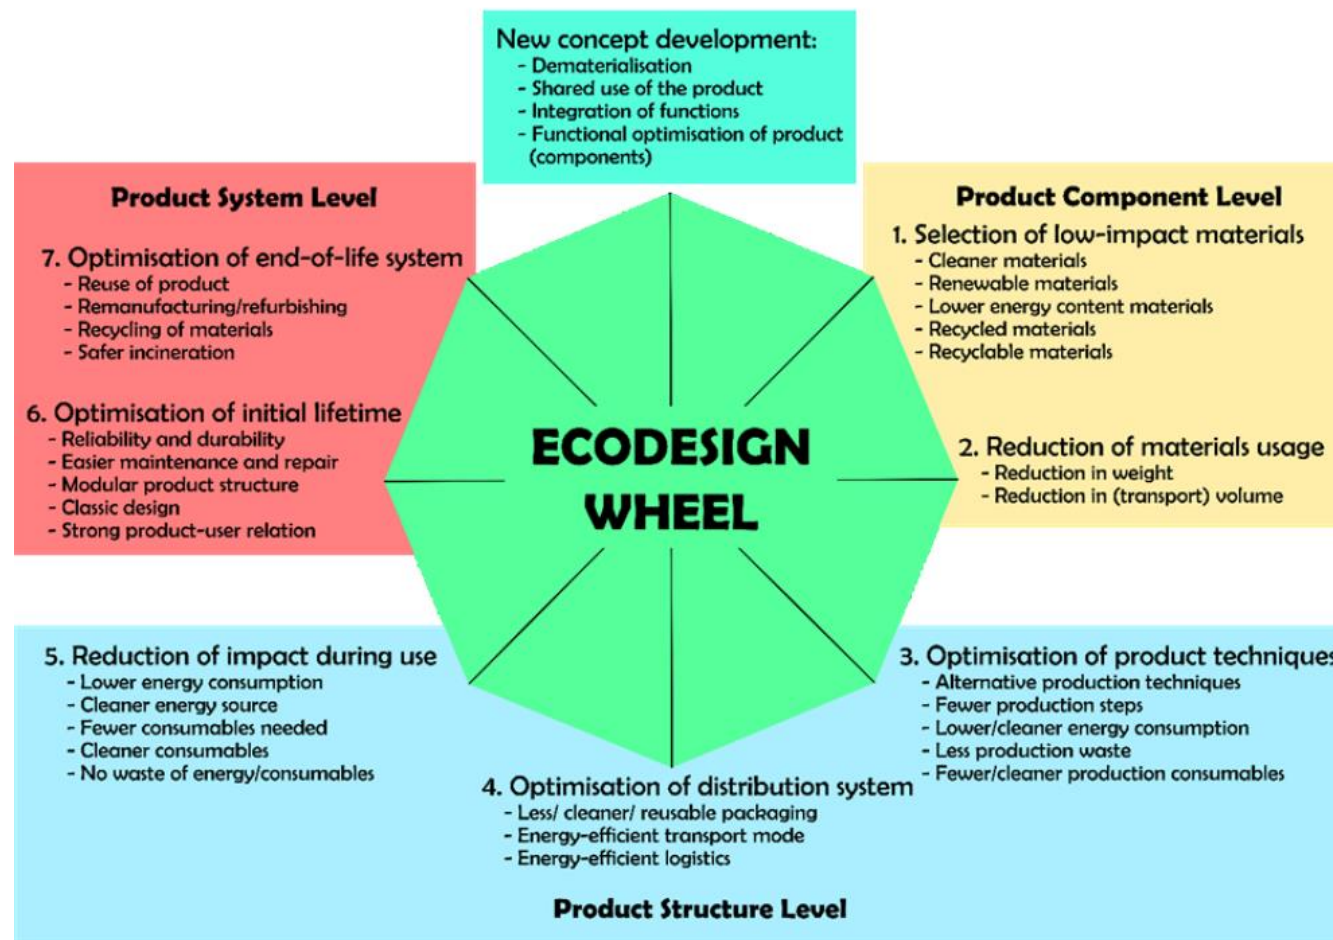 New concept development:
- Dematerialisation
- Shared use of the product
- Integration of functions
- Functional optimisation of product
(components)
Product System Level
7. Optimisation of end-of-life system
- Reuse of product
- Remanufacturing/refurbishing
- Recycling of materials
- Safer incineration
6. Optimisation of initial lifetime
- Reliability and durability
- Easier maintenance and repair
- Modular product structure
- Classic design
- Strong product-user relation
Product Component Level
1. Selection of low-impact materials
- Cleaner materials
- Renewable materials
- Lower energy content materials
- Recycled materials
- Recyclable materials
2. Reduction of materials usage
- Reduction in weight
- Reduction in (transport) volume
ECODESIGN
WHEEL
5. Reduction of impact during use
- Lower energy consumption
- Cleaner energy source
- Fewer consumables needed
- Cleaner consumables
- No waste of energy/consumables
3. Optimisation of product techniques
- Alternative production techniques
- Fewer production steps
- Lower/cleaner energy consumption
- Less production waste
- Fewer/cleaner production consumables
4. Optimisation of distribution system
- Less/ cleaner/ reusable packaging
- Energy-efficient transport mode
- Energy-efficient logistics
Product Structure Level